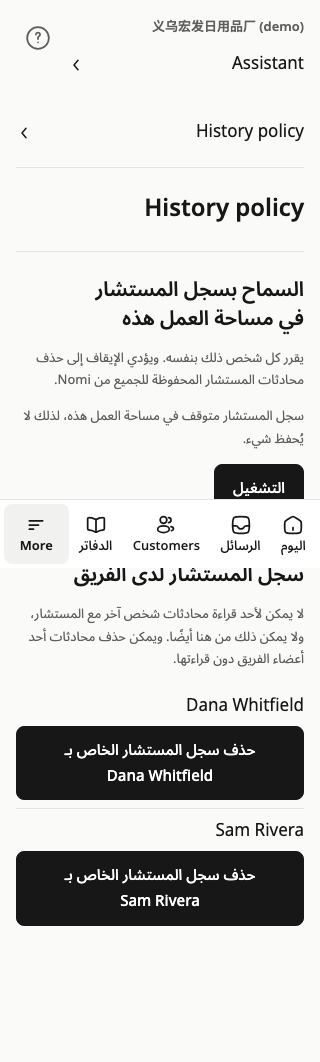 义乌宏发日用品厂 (demo)
Assistant
History policy
History policy
السماح بسجل المستشار
في مساحة العمل هذه
يقرر كل شخص ذلك بنفسه. ويؤدي الإيقاف إلى حذف
محادثات المستشار المحفوظة للجميع من Nomi.
سجل المستشار متوقف في مساحة العمل هذه، لذلك لا
يُحفظ شيء.
التشغيل
اليوم
الرسائل
Customers
الدفاتر
More
سجل المستشار لدى الفريق
لا يمكن لأحد قراءة محادثات شخص آخر مع المستشار،
ولا يمكن ذلك من هنا أيضًا. ويمكن حذف محادثات أحد
أعضاء الفريق دون قراءتها.
Dana Whitfield
حذف سجل المستشار الخاص بـ
Dana Whitfield
Sam Rivera
حذف سجل المستشار الخاص بـ
Sam Rivera